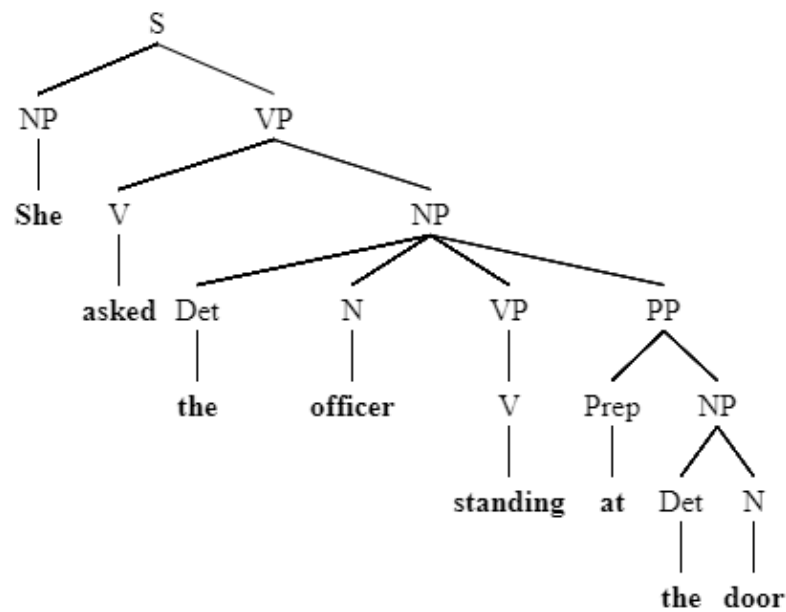 S
NP VP
She V NP
asked Det N VP PP
the officer V Prep NP
standing at Det N
the door